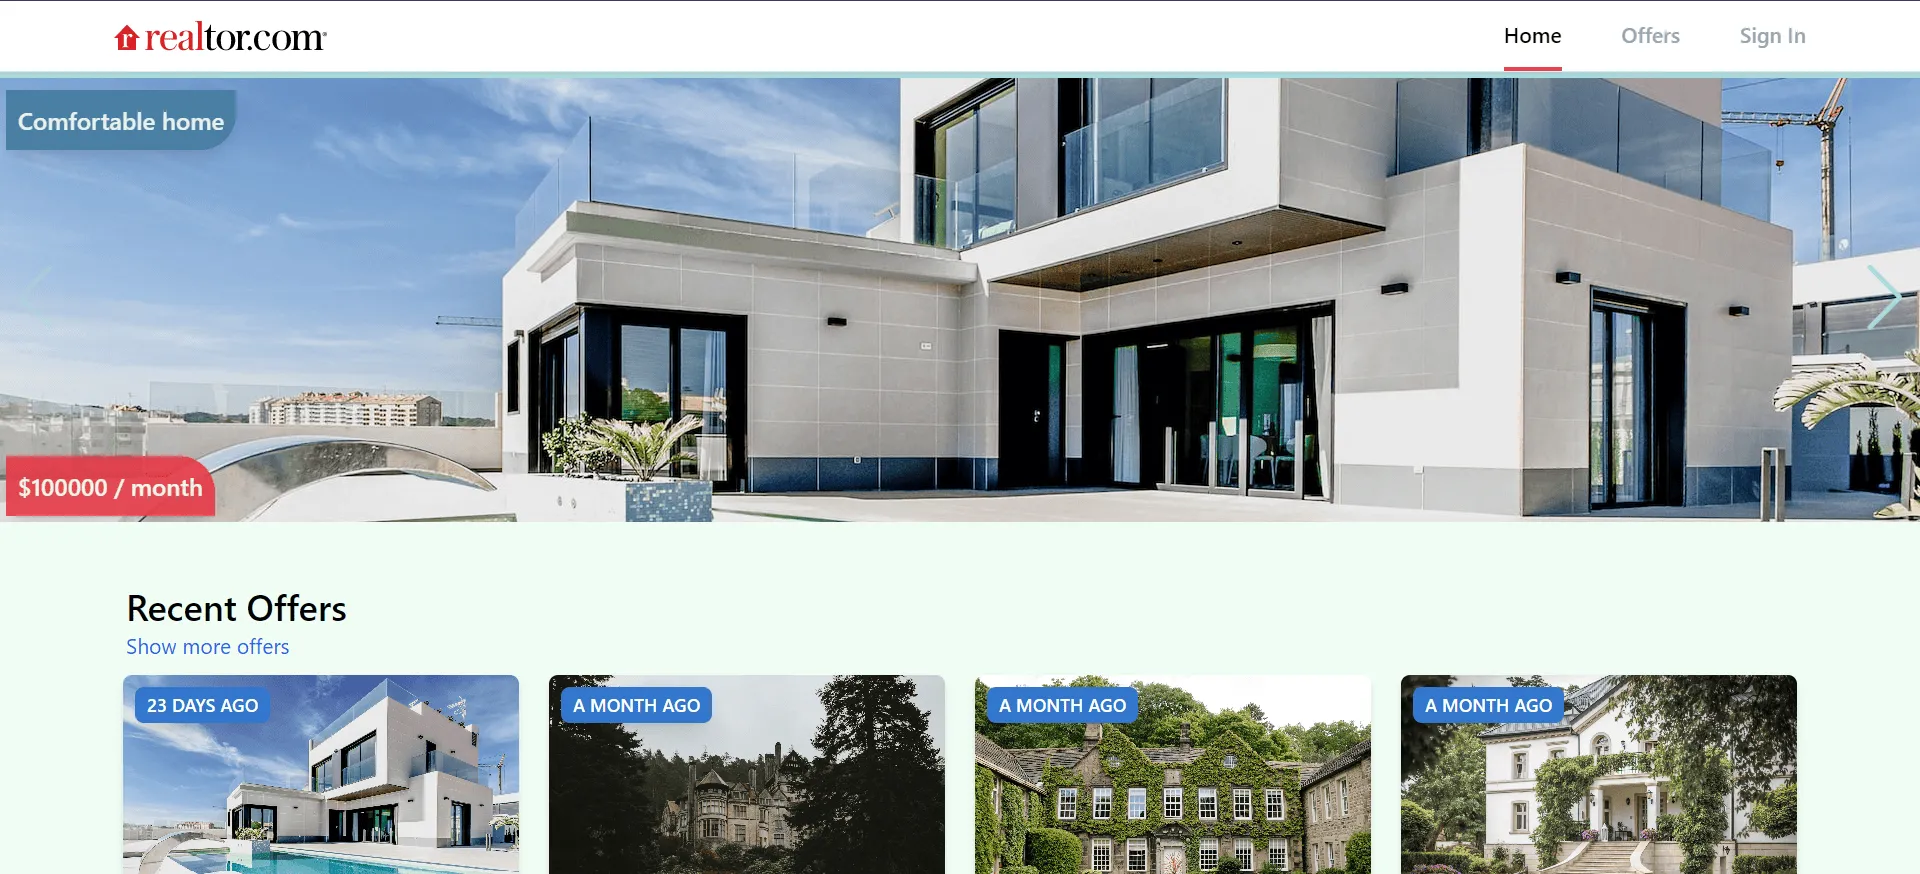 realtor.com
Home
Offers
Sign In
Comfortable home
$100000 / month
Recent Offers
Show more offers
23 DAYS AGO
A MONTH AGO
A MONTH AGO
A MONTH AGO